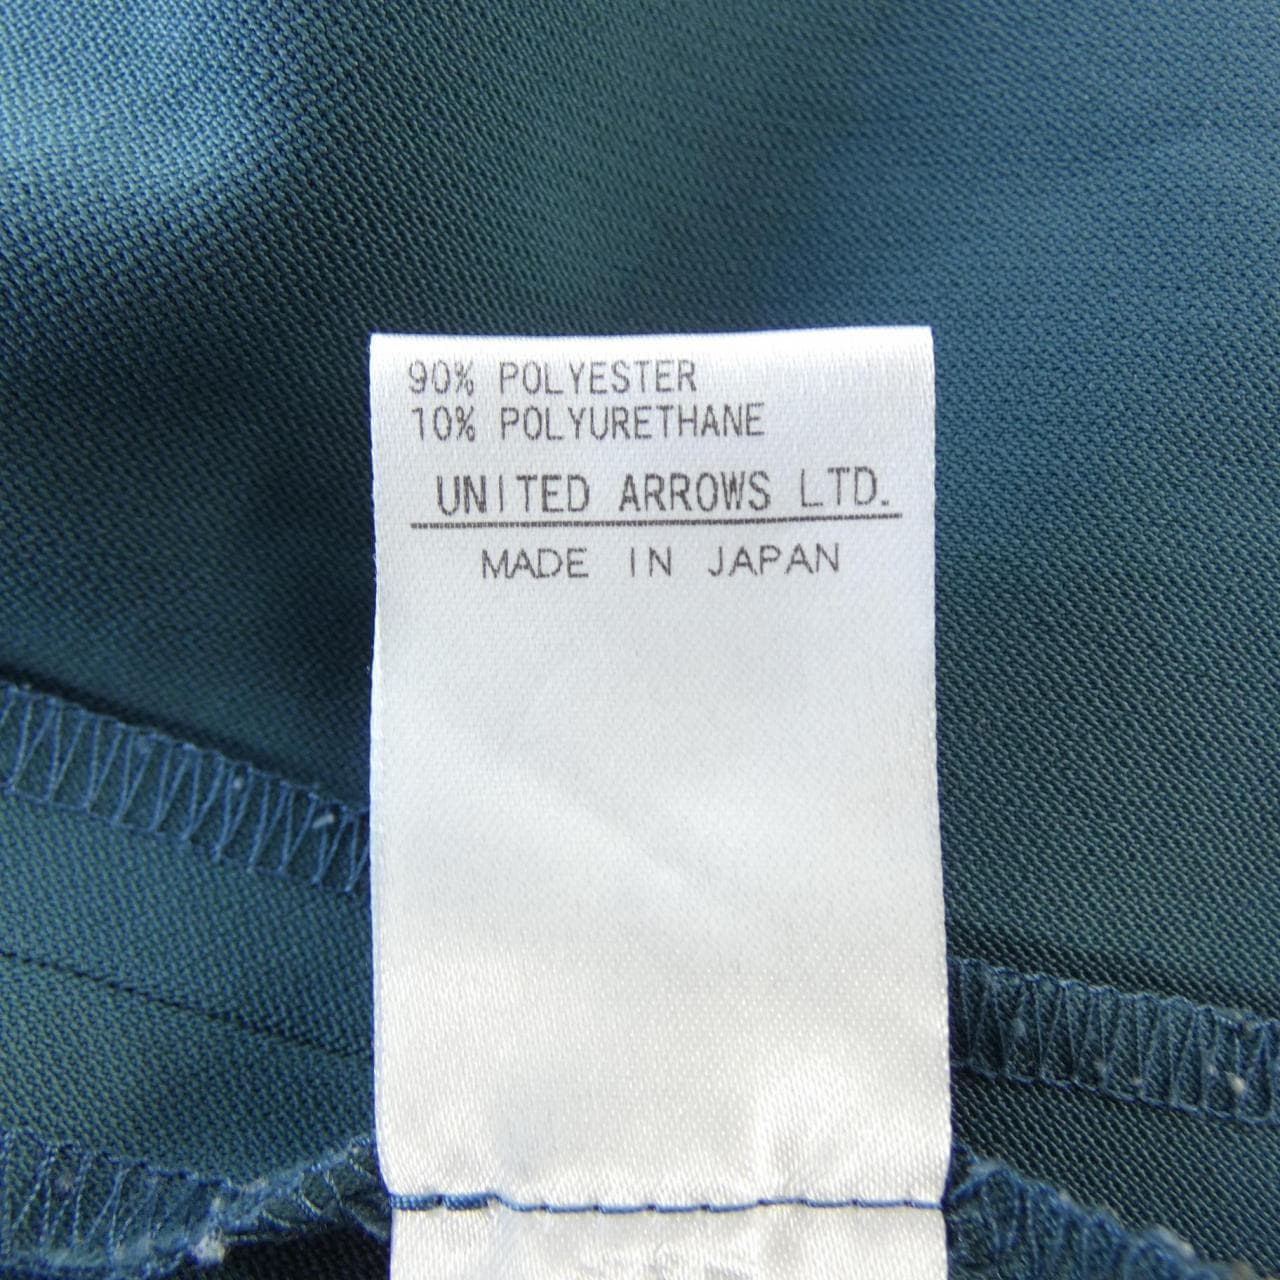 90% POLYESTER
10% POLYURETHANE
UNITED ARROWS LTD.
MADE IN JAPAN